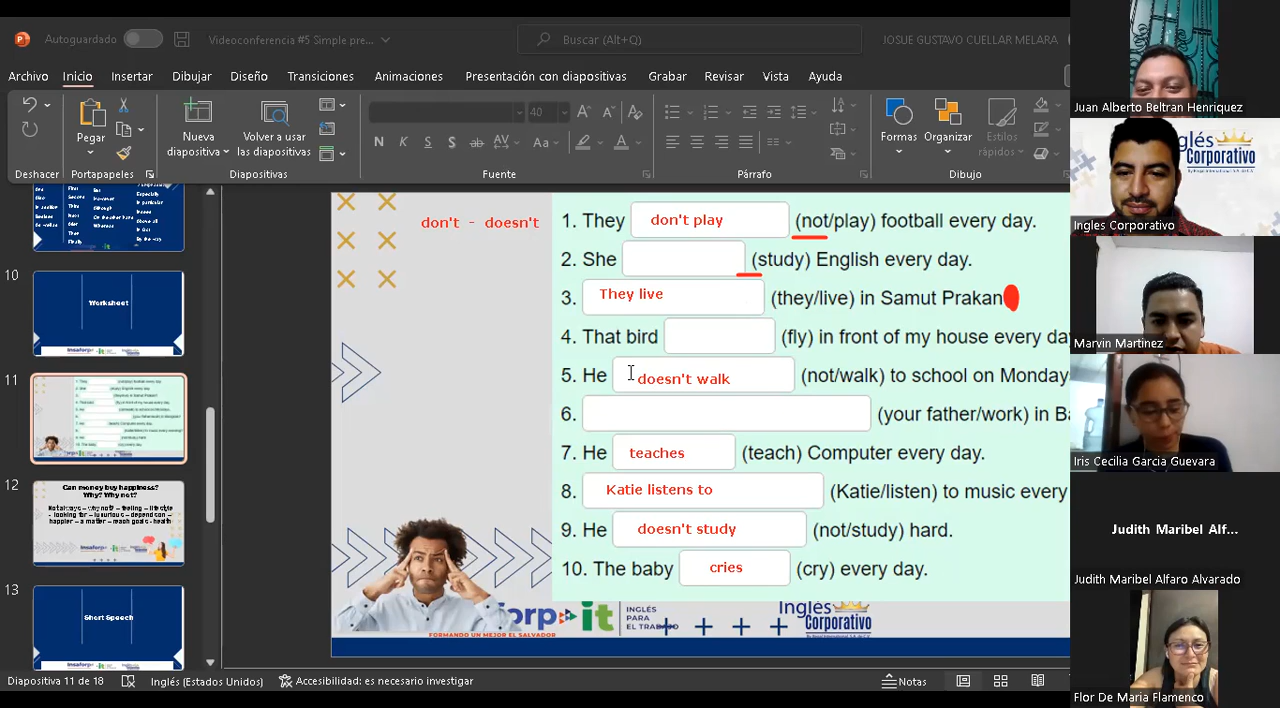 Autoguardado
Videoconferencia #5 Simple pre...
Buscar (Alt+Q)
JOSUE GUSTAVO CUELLAR MELARA
Archivo Inicio Insertar Dibujar Diseño Transiciones Animaciones Presentación con diapositivas Grabar Revisar Vista Ayuda
40
Pegar
Nueva diapositiva
Volver a usar las diapositivas
N K S S ab AV Aa A
Formas
Organizar
Estilos rápidos
Deshacer Portapapeles Diapositivas Fuente Párrafo Dibujo
10
Worksheet
11
12
Can money buy happiness?
Why? Why not?
13
Short Speech
don't - doesn't
1. They don't play (not/play) football every day.
2. She (study) English every day.
3. They live (they/live) in Samut Prakan
4. That bird (fly) in front of my house every day
5. He doesn't walk (not/walk) to school on Monday
6. (your father/work) in Ba
7. He teaches (teach) Computer every day.
8. Katie listens to (Katie/listen) to music every
9. He doesn't study (not/study) hard.
10. The baby cries (cry) every day.
INGLÉS
PARA
EL TRABAJO
FORMANDO UN MEJOR EL SALVADOR
Inglés
Corporativo
Diapositiva 11 de 18
Inglés (Estados Unidos)
Accesibilidad: es necesario investigar
Notas
Juan Alberto Beltran Henriquez
Inglés
Corporativo
Ingles Corporativo
Marvin Martinez
Iris Cecilia Garcia Guevara
Judith Maribel Alf...
Judith Maribel Alfaro Alvarado
Flor De Maria Flamenco